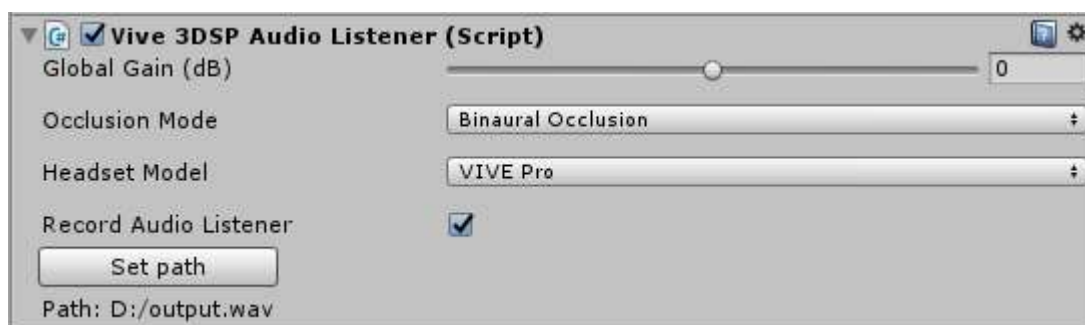 Vive 3DSP Audio Listener (Script)
Global Gain (dB) 0
Occlusion Mode Binaural Occlusion
Headset Model VIVE Pro
Record Audio Listener
Set path
Path: D:/output.wav